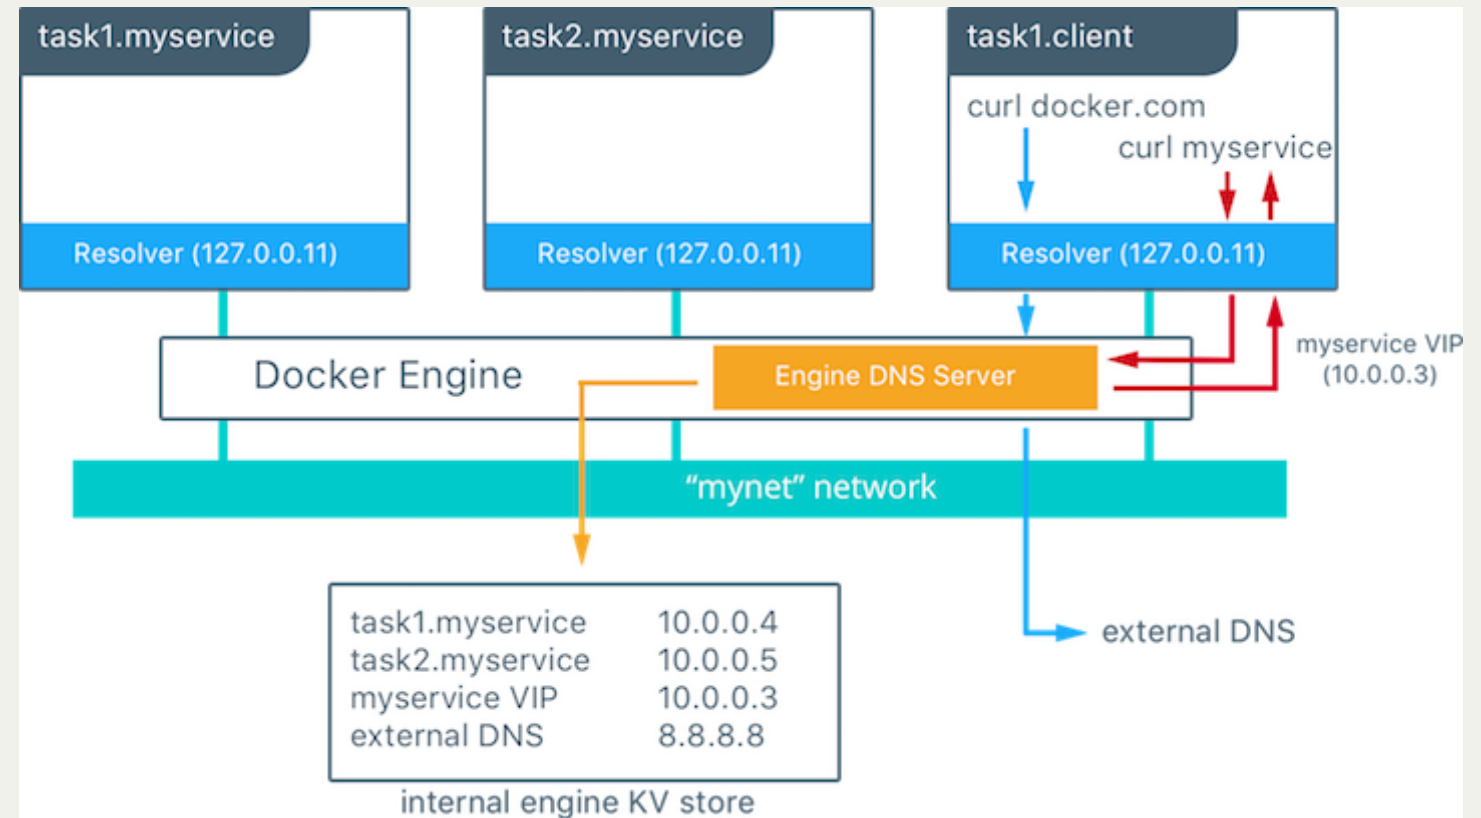 task1.myservice
task2.myservice
task1.client
curl docker.com
curl myservice
Resolver (127.0.0.11)
Resolver (127.0.0.11)
Resolver (127.0.0.11)
Docker Engine
Engine DNS Server
myservice VIP
(10.0.0.3)
“mynet” network
task1.myservice 10.0.0.4
task2.myservice 10.0.0.5
myservice VIP 10.0.0.3
external DNS 8.8.8.8
external DNS
internal engine KV store